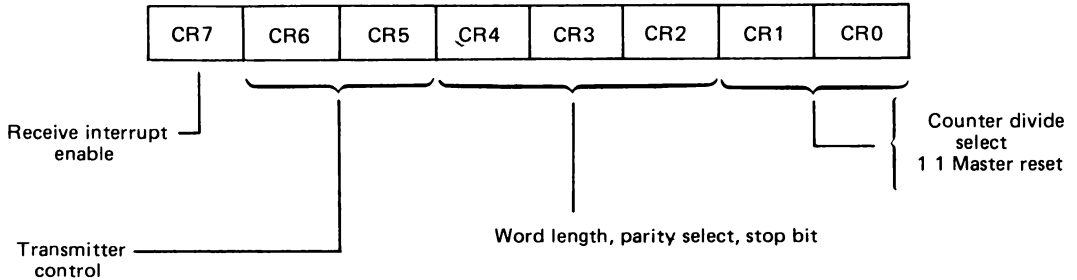 CR7 CR6 CR5 CR4 CR3 CR2 CR1 CR0
Receive interrupt
enable
Counter divide
select
1 1 Master reset
Word length, parity select, stop bit
Transmitter
control